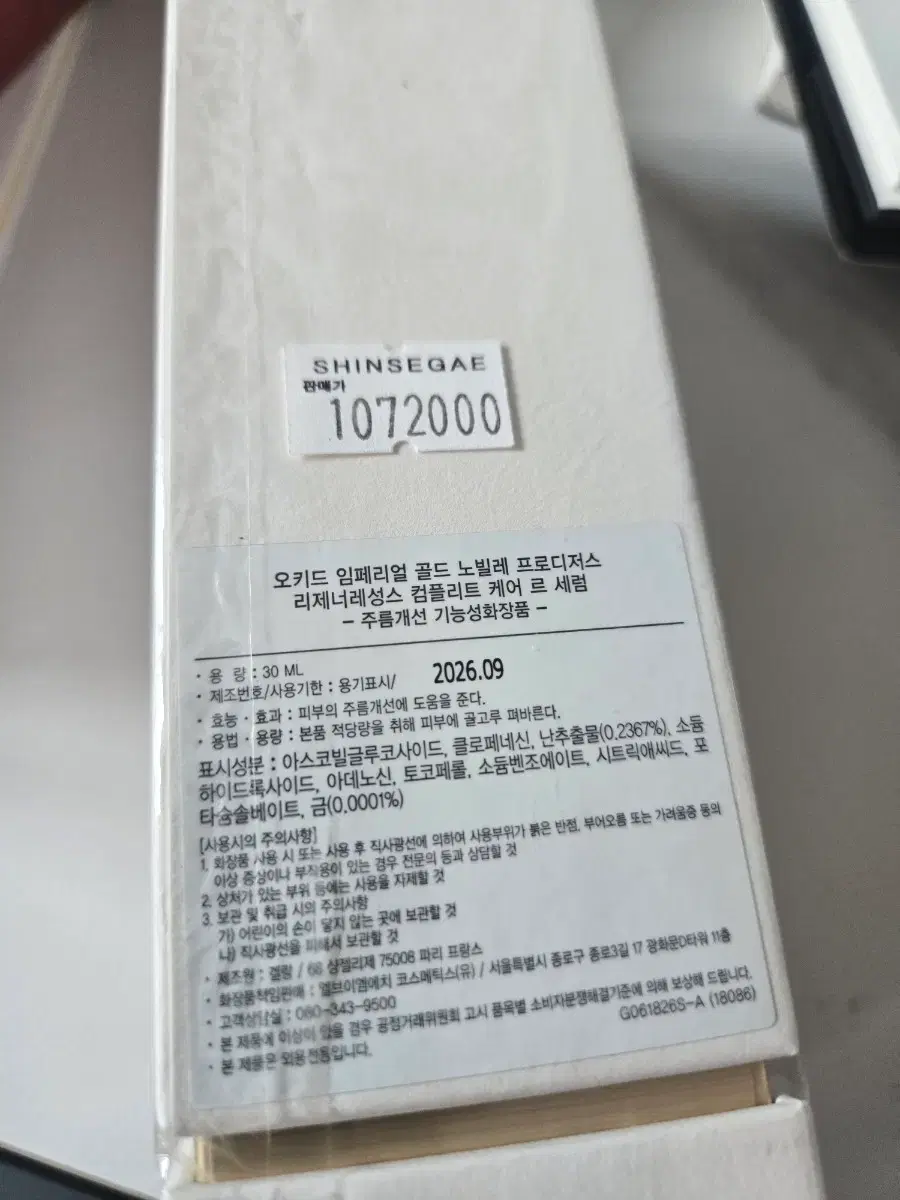 SHINSEGAE
판매가
1072000
오키드 임페리얼 골드 노빌레 프로디저스
리제너레성스 컴플리트 케어 르 세럼
- 주름개선 기능성화장품 -
· 용 량 : 30 ML
· 제조번호/사용기한 : 용기표시/ 2026.09
· 효능 · 효과 : 피부의 주름개선에 도움을 준다.
· 용법 · 용량 : 본품 적당량을 취해 피부에 골고루 펴바른다.
표시성분 : 아스코빌글루코사이드, 클로페네신, 난추출물(0.2367%), 소듐
하이드록사이드, 아데노신, 토코페롤, 소듐벤조에이트, 시트릭애씨드, 포
타슘솔베이트, 금(0.0001%)
[사용시의 주의사항]
1. 화장품 사용 시 또는 사용 후 직사광선에 의하여 사용부위가 붉은 반점, 부어오름 또는 가려움증 등의
이상 증상이나 부작용이 있는 경우 전문의 등과 상담할 것
2. 상처가 있는 부위 등에는 사용을 자제할 것
3. 보관 및 취급 시의 주의사항
가) 어린이의 손이 닿지 않는 곳에 보관할 것
나) 직사광선을 피해서 보관할 것
· 제조원 : 겔랑 / 68 샹젤리제 75008 파리 프랑스
· 화장품책임판매 : 엘브이엠에이치 코스메틱스(유) / 서울특별시 종로구 종로3길 17 광화문D타워 11층
· 고객상담실 : 080-343-9500
· 본 제품에 이상이 있을 경우 공정거래위원회 고시 품목별 소비자분쟁해결기준에 의해 보상해 드립니다.
· 본 제품은 외용전용입니다.
G061826S-A (18086)